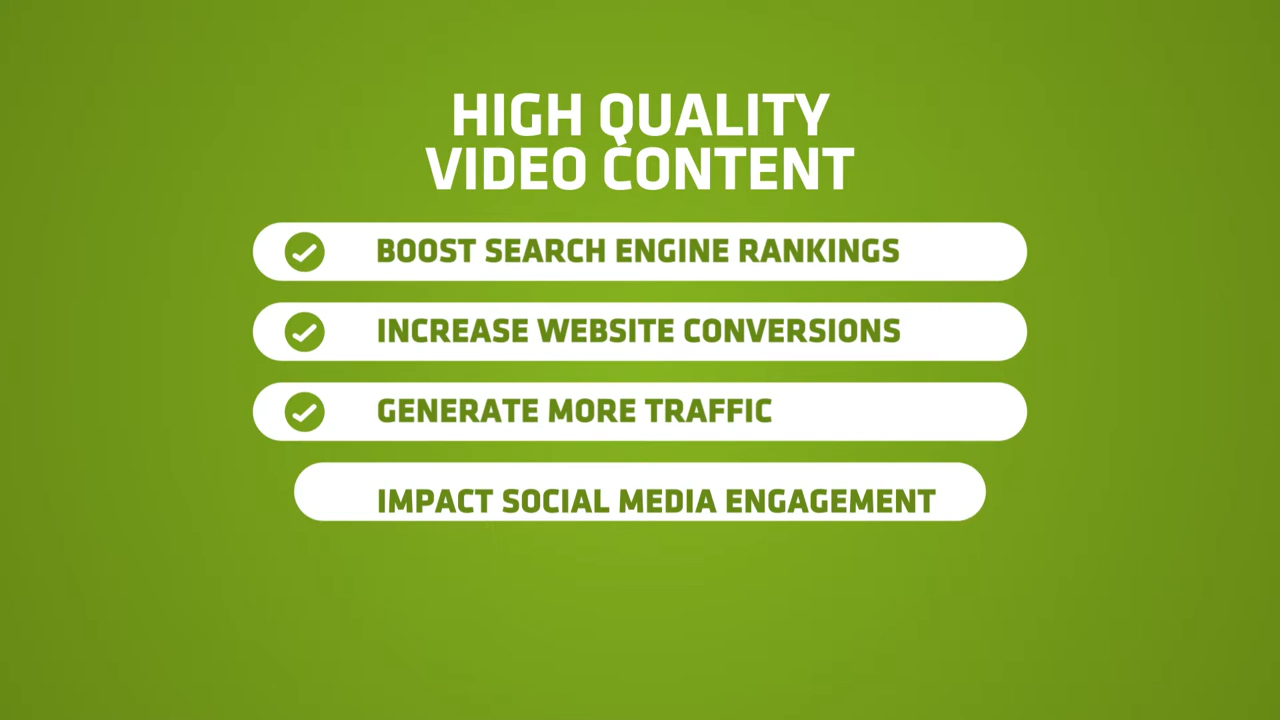 HIGH QUALITY
VIDEO CONTENT
BOOST SEARCH ENGINE RANKINGS
INCREASE WEBSITE CONVERSIONS
GENERATE MORE TRAFFIC
IMPACT SOCIAL MEDIA ENGAGEMENT